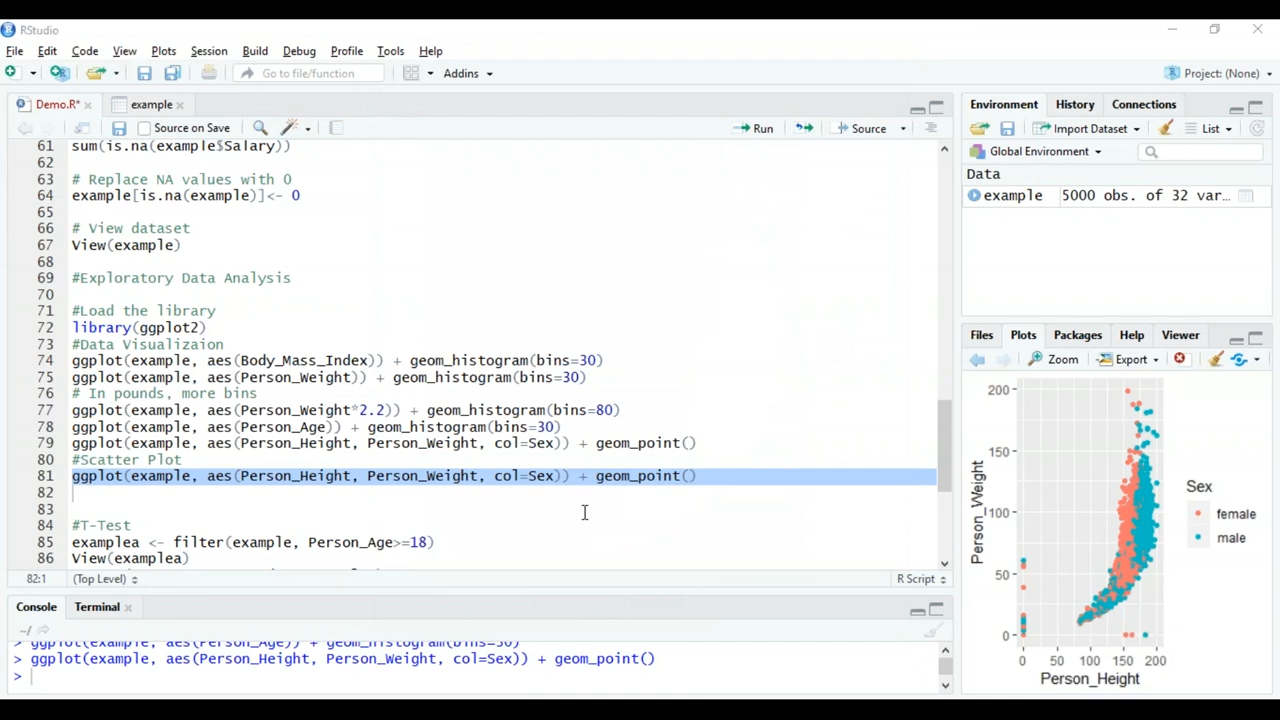 RStudio
File Edit Code View Plots Session Build Debug Profile Tools Help
Go to file/function Addins Project: (None)
Demo.R* example
Source on Save Run Source
61 sum(is.na(example$Salary))
62
63 # Replace NA values with 0
64 example[is.na(example)]<- 0
65
66 # View dataset
67 View(example)
68
69 #Exploratory Data Analysis
70
71 #Load the library
72 library(ggplot2)
73 #Data Visualizaion
74 ggplot(example, aes(Body_Mass_Index)) + geom_histogram(bins=30)
75 ggplot(example, aes(Person_Weight)) + geom_histogram(bins=30)
76 # In pounds, more bins
77 ggplot(example, aes(Person_Weight*2.2)) + geom_histogram(bins=80)
78 ggplot(example, aes(Person_Age)) + geom_histogram(bins=30)
79 ggplot(example, aes(Person_Height, Person_Weight, col=Sex)) + geom_point()
80 #Scatter Plot
81 ggplot(example, aes(Person_Height, Person_Weight, col=Sex)) + geom_point()
82
83
84 #T-Test
85 examplea <- filter(example, Person_Age>=18)
86 View(examplea)
82:1 (Top Level) R Script
Console Terminal
~/
> ggplot(example, aes(Person_Age)) + geom_histogram(bins=30)
> ggplot(example, aes(Person_Height, Person_Weight, col=Sex)) + geom_point()
>
Environment History Connections
Import Dataset List
Global Environment
Data
example 5000 obs. of 32 var…
Files Plots Packages Help Viewer
Zoom Export
200
150
100
50
0
Person_Weight
0 50 100 150 200
Person_Height
Sex
female
male